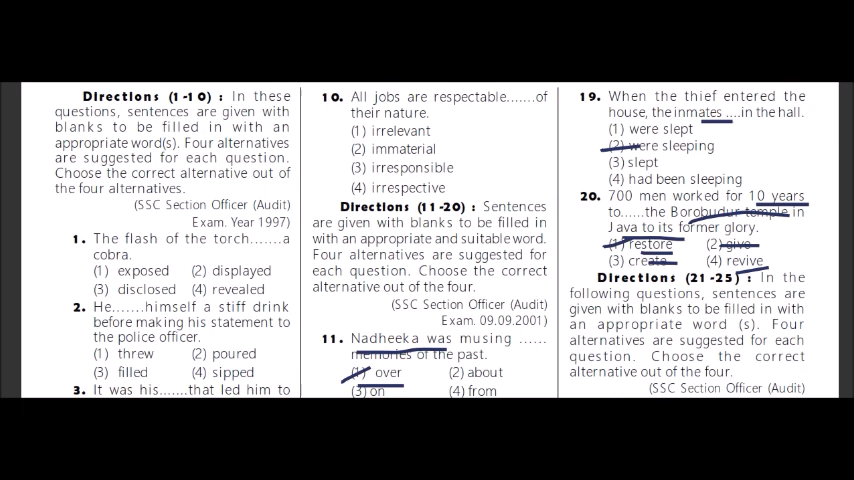 Directions (1-10) : In these
questions, sentences are given with
blanks to be filled in with an
appropriate word(s). Four alternatives
are suggested for each question.
Choose the correct alternative out of
the four alternatives.
(SSC Section Officer (Audit)
Exam. Year 1997)
1. The flash of the torch.......a
cobra.
(1) exposed (2) displayed
(3) disclosed (4) revealed
2. He.......himself a stiff drink
before making his statement to
the police officer.
(1) threw (2) poured
(3) filled (4) sipped
3. It was his.......that led him to
10. All jobs are respectable.......of
their nature.
(1) irrelevant
(2) immaterial
(3) irresponsible
(4) irrespective
Directions (11-20) : Sentences
are given with blanks to be filled in
with an appropriate and suitable word.
Four alternatives are suggested for
each question. Choose the correct
alternative out of the four.
(SSC Section Officer (Audit)
Exam. 09.09.2001)
11. Nadheeka was musing ......
memories of the past.
(1) over (2) about
(3) on (4) from
19. When the thief entered the
house, the inmates ....in the hall.
(1) were slept
(2) were sleeping
(3) slept
(4) had been sleeping
20. 700 men worked for 10 years
to......the Borobudur temple in
Java to its former glory.
(1) restore (2) give
(3) create (4) revive
Directions (21-25) : In the
following questions, sentences are
given with blanks to be filled in with
an appropriate word (s). Four
alternatives are suggested for each
question. Choose the correct
alternative out of the four.
(SSC Section Officer (Audit)